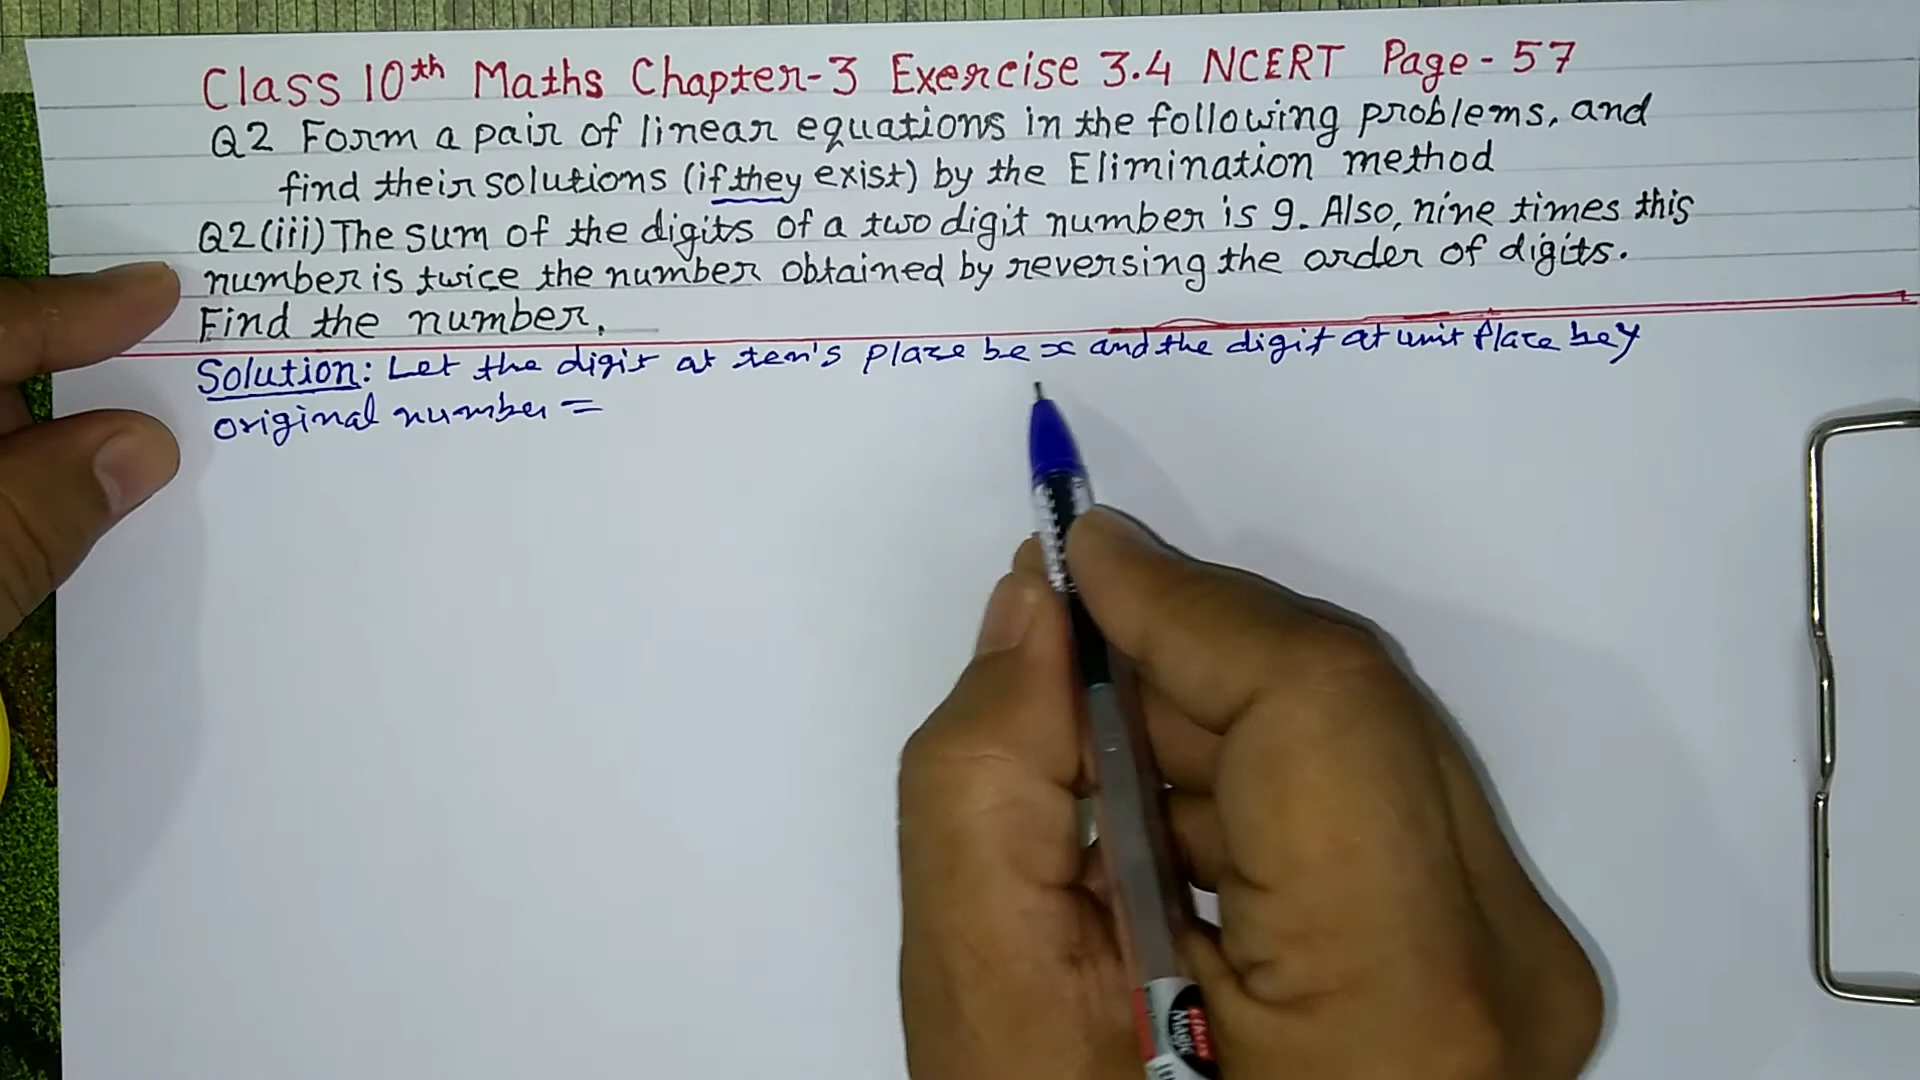 Class 10th Maths Chapter-3 Exercise 3.4 NCERT Page-57
Q2 Form a pair of linear equations in the following problems, and
find their solutions (if they exist) by the Elimination method
Q2(iii) The sum of the digits of a two digit number is 9. Also, nine times this
number is twice the number obtained by reversing the order of digits.
Find the number.
Solution: Let the digit at ten's place be x and the digit at unit place be y
original number =